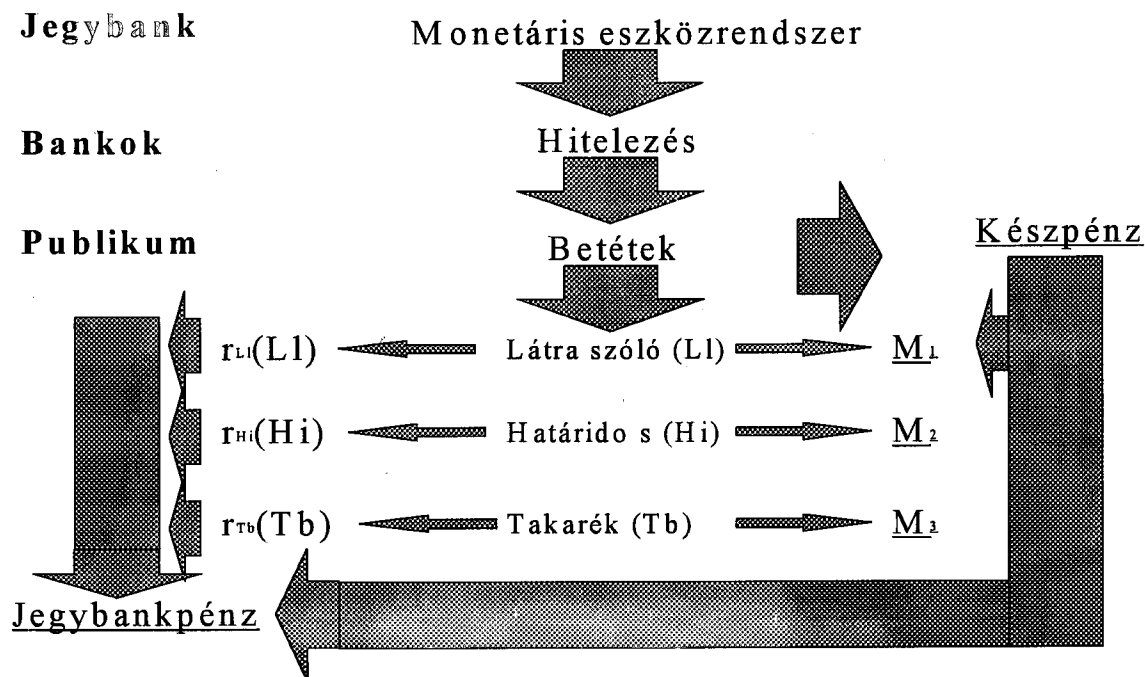 Jegybank
Monetáris eszközrendszer
Bankok
Hitelezés
Publikum
Betétek
Készpénz
rLl(Ll)
Látra szóló (Ll)
M1
rHi(Hi)
Határido s (Hi)
M2
rTb(Tb)
Takarék (Tb)
M3
Jegybankpénz